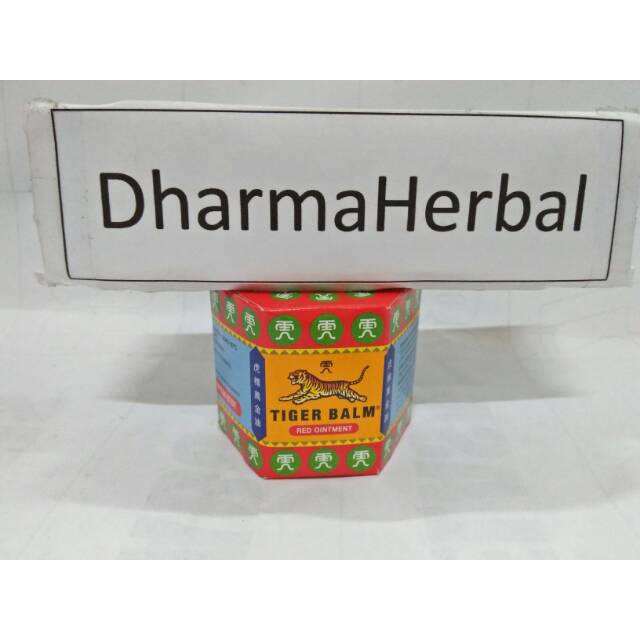 DharmaHerbal
虎標萬金油
TIGER BALM®
RED OINTMENT